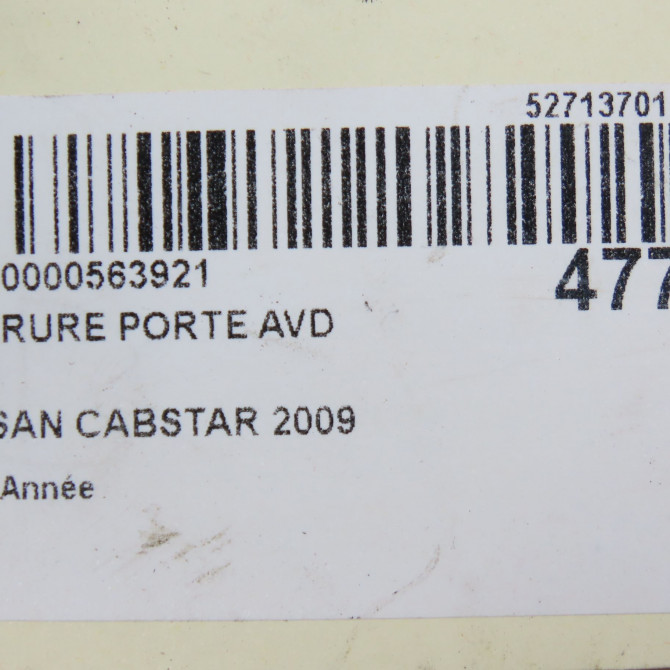 52713701
0000563921
477
RURE PORTE AVD
SAN CABSTAR 2009
Année